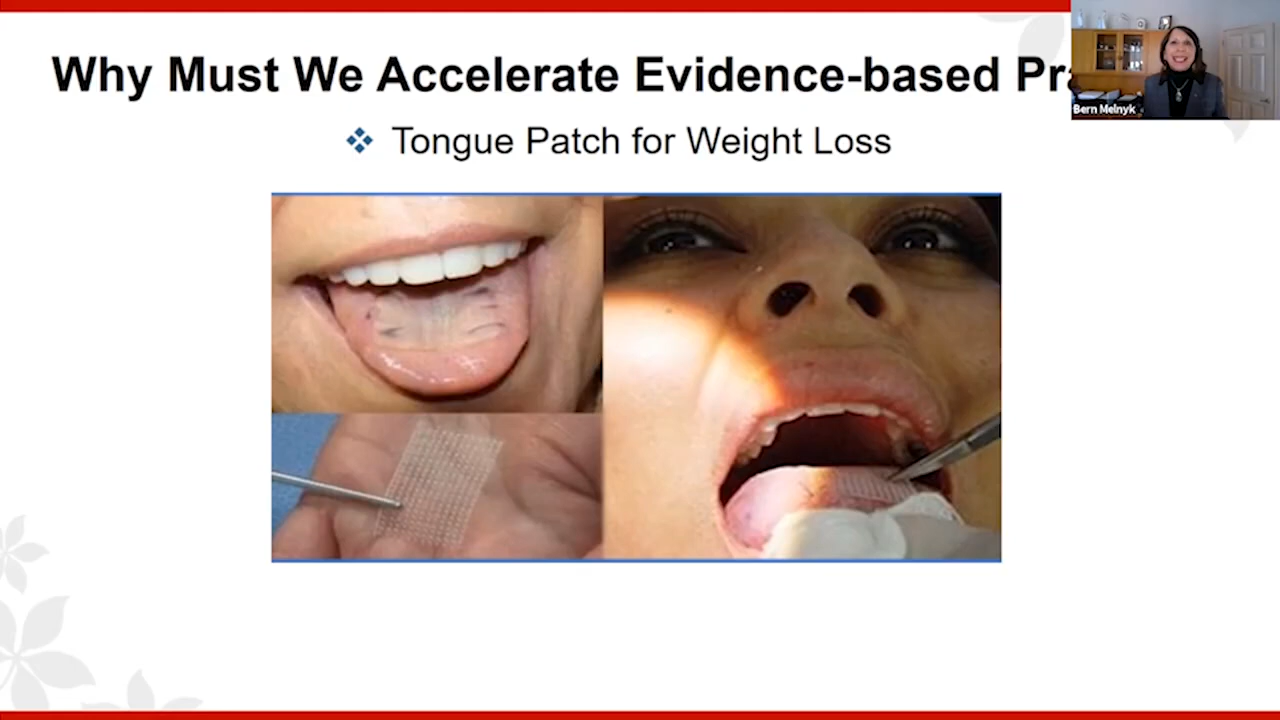 Why Must We Accelerate Evidence-based Pra
Bern Melnyk
❖ Tongue Patch for Weight Loss